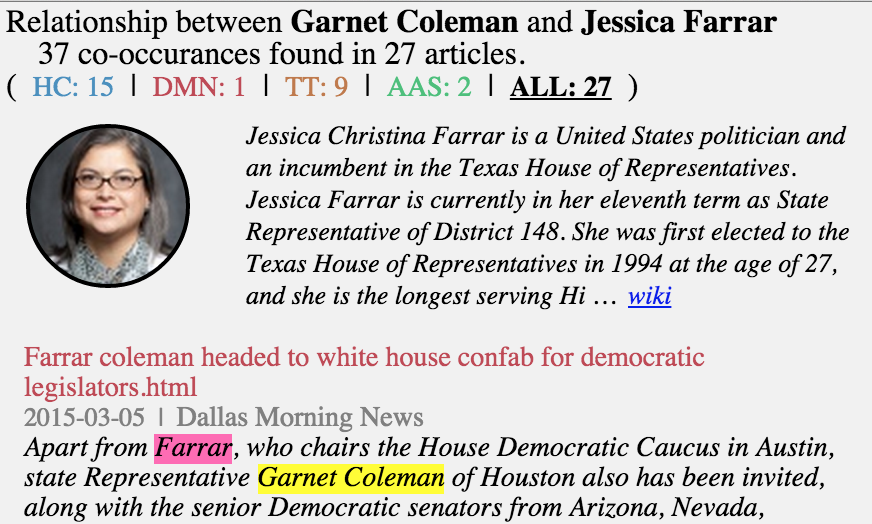 Relationship between Garnet Coleman and Jessica Farrar
37 co-occurances found in 27 articles.
( HC: 15 | DMN: 1 | TT: 9 | AAS: 2 | ALL: 27 )
Jessica Christina Farrar is a United States politician and
an incumbent in the Texas House of Representatives.
Jessica Farrar is currently in her eleventh term as State
Representative of District 148. She was first elected to the
Texas House of Representatives in 1994 at the age of 27,
and she is the longest serving Hi ... wiki
Farrar coleman headed to white house confab for democratic
legislators.html
2015-03-05 | Dallas Morning News
Apart from Farrar, who chairs the House Democratic Caucus in Austin,
state Representative Garnet Coleman of Houston also has been invited,
along with the senior Democratic senators from Arizona, Nevada,